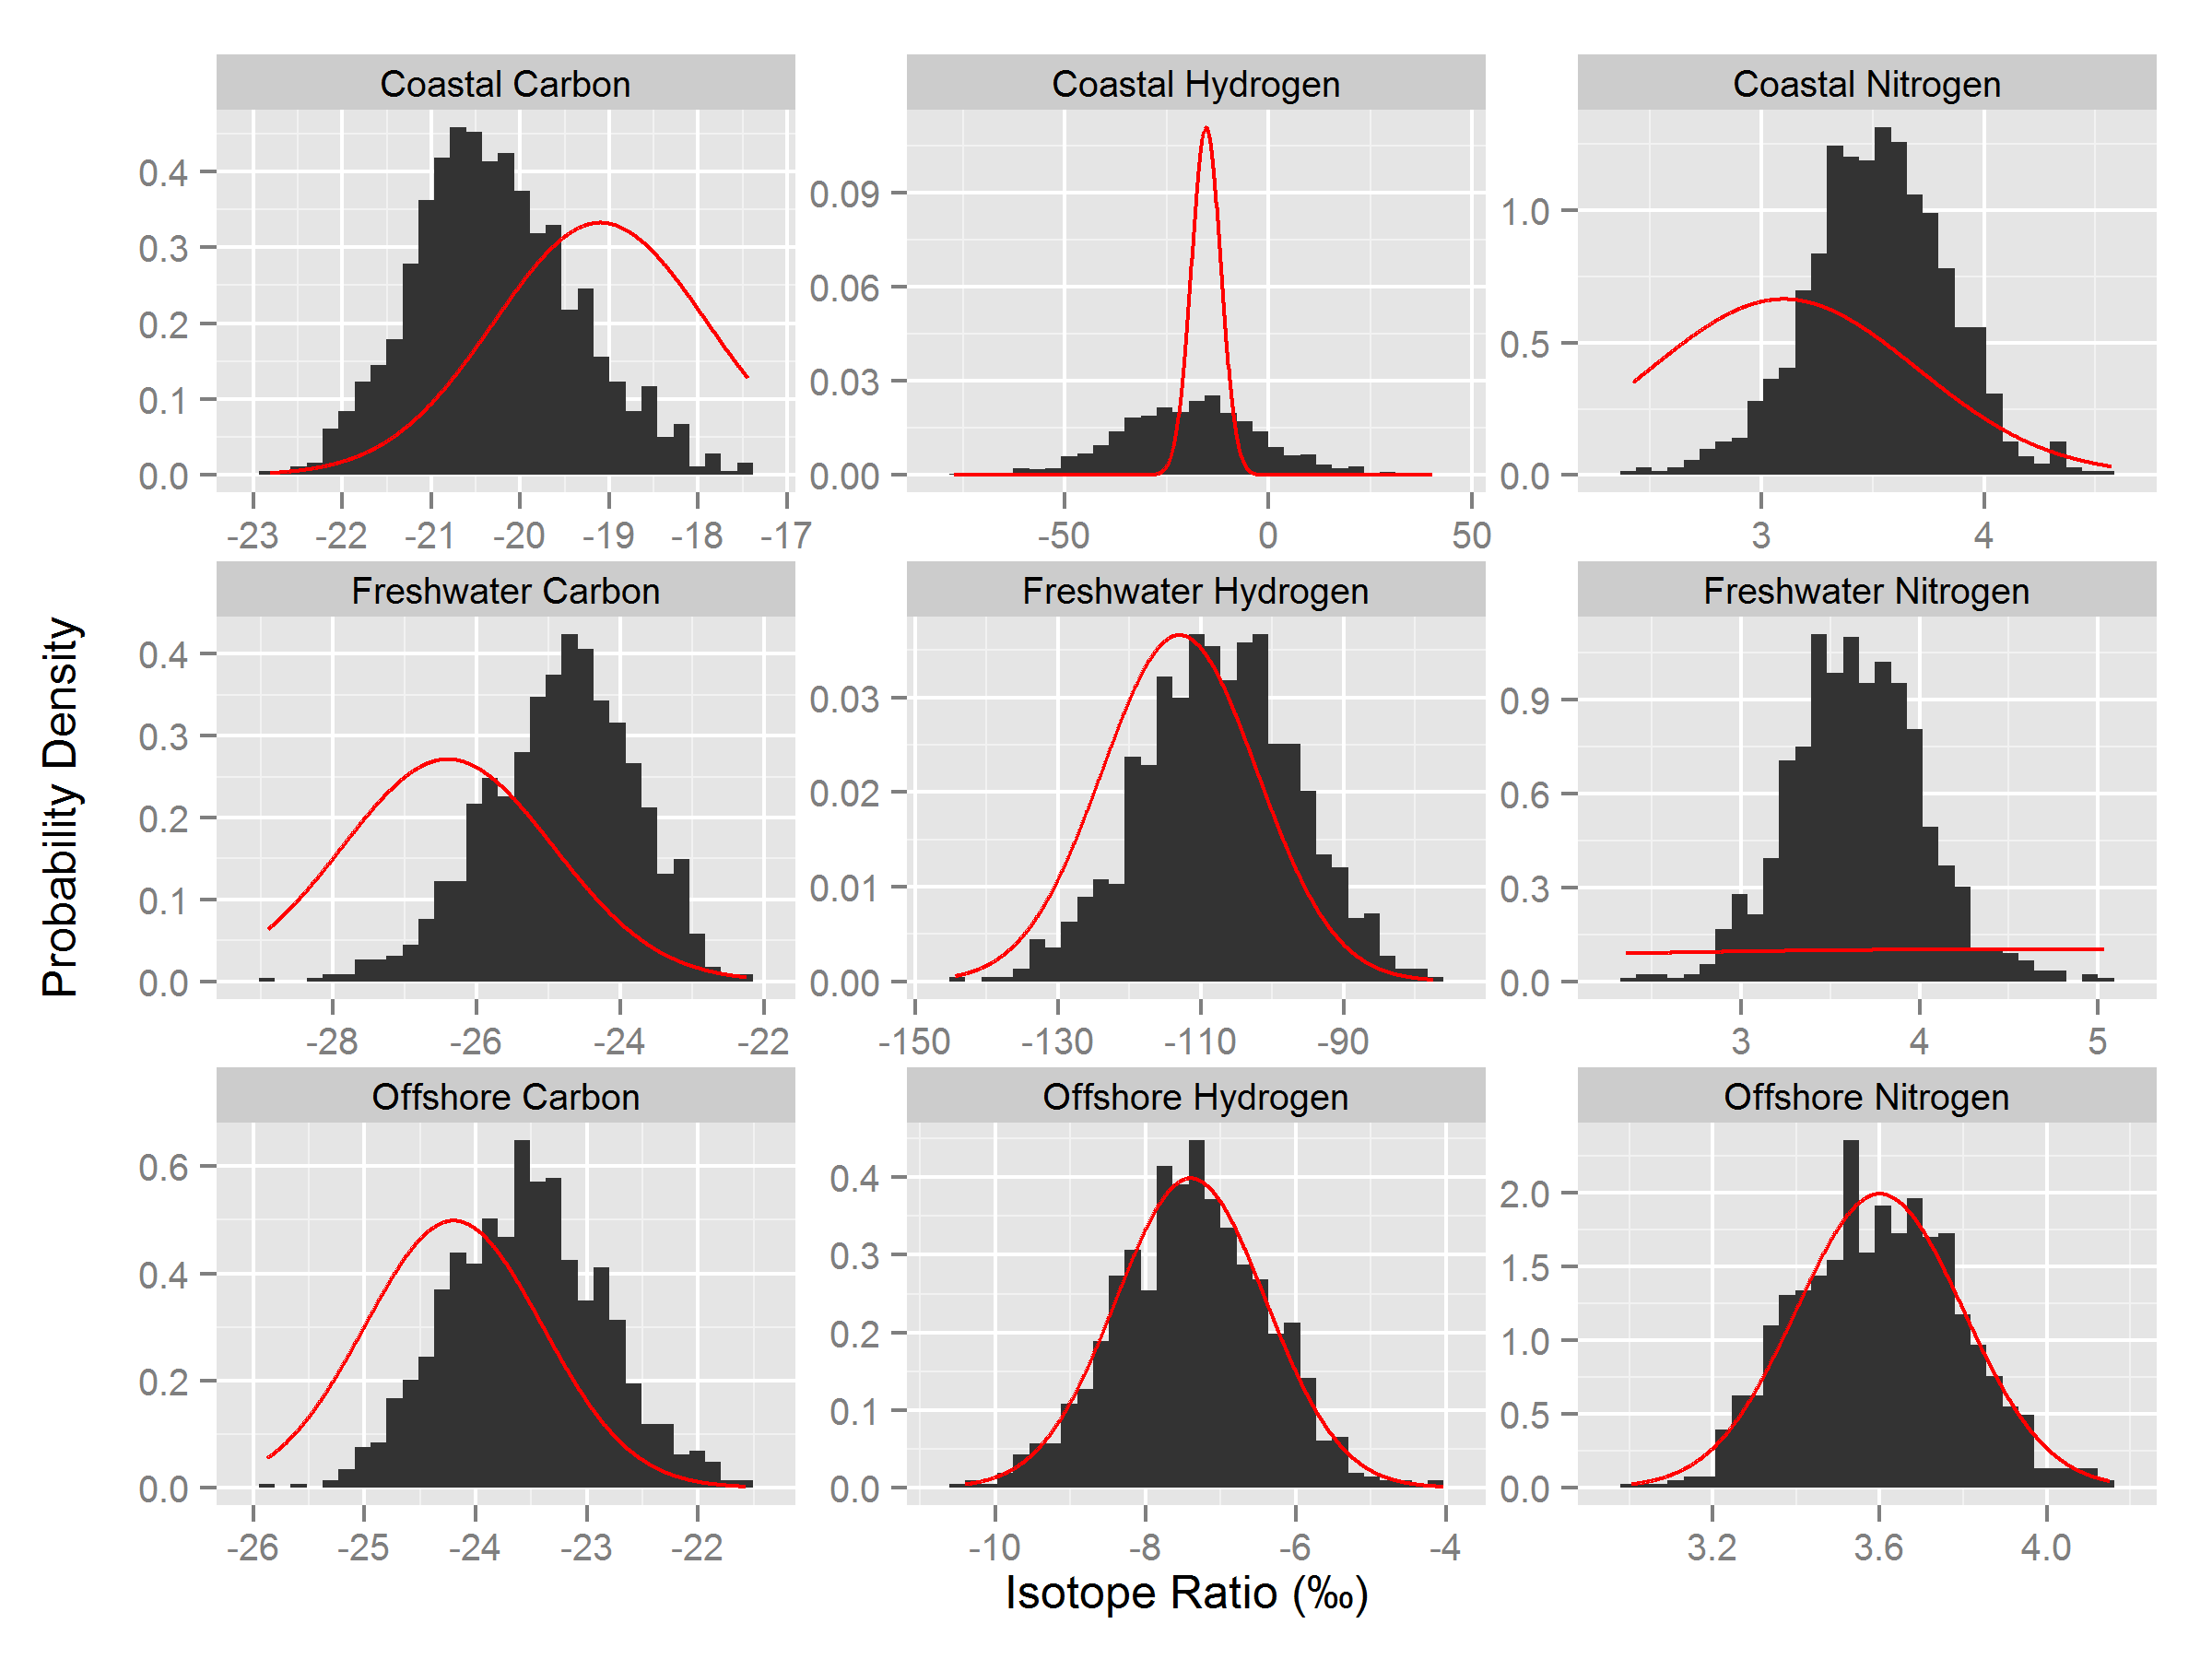 Coastal Carbon
Coastal Hydrogen
Coastal Nitrogen
0.4
0.3
0.2
0.1
0.0
0.09
0.06
0.03
0.00
1.0
0.5
0.0
-23 -22 -21 -20 -19 -18 -17
-50 0 50
3 4
Freshwater Carbon
Freshwater Hydrogen
Freshwater Nitrogen
Probability Density
0.4
0.3
0.2
0.1
0.0
0.03
0.02
0.01
0.00
0.9
0.6
0.3
0.0
-28 -26 -24 -22
-150 -130 -110 -90
3 4 5
Offshore Carbon
Offshore Hydrogen
Offshore Nitrogen
0.6
0.4
0.2
0.0
0.4
0.3
0.2
0.1
0.0
2.0
1.5
1.0
0.5
0.0
-26 -25 -24 -23 -22
-10 -8 -6 -4
3.2 3.6 4.0
Isotope Ratio (‰)